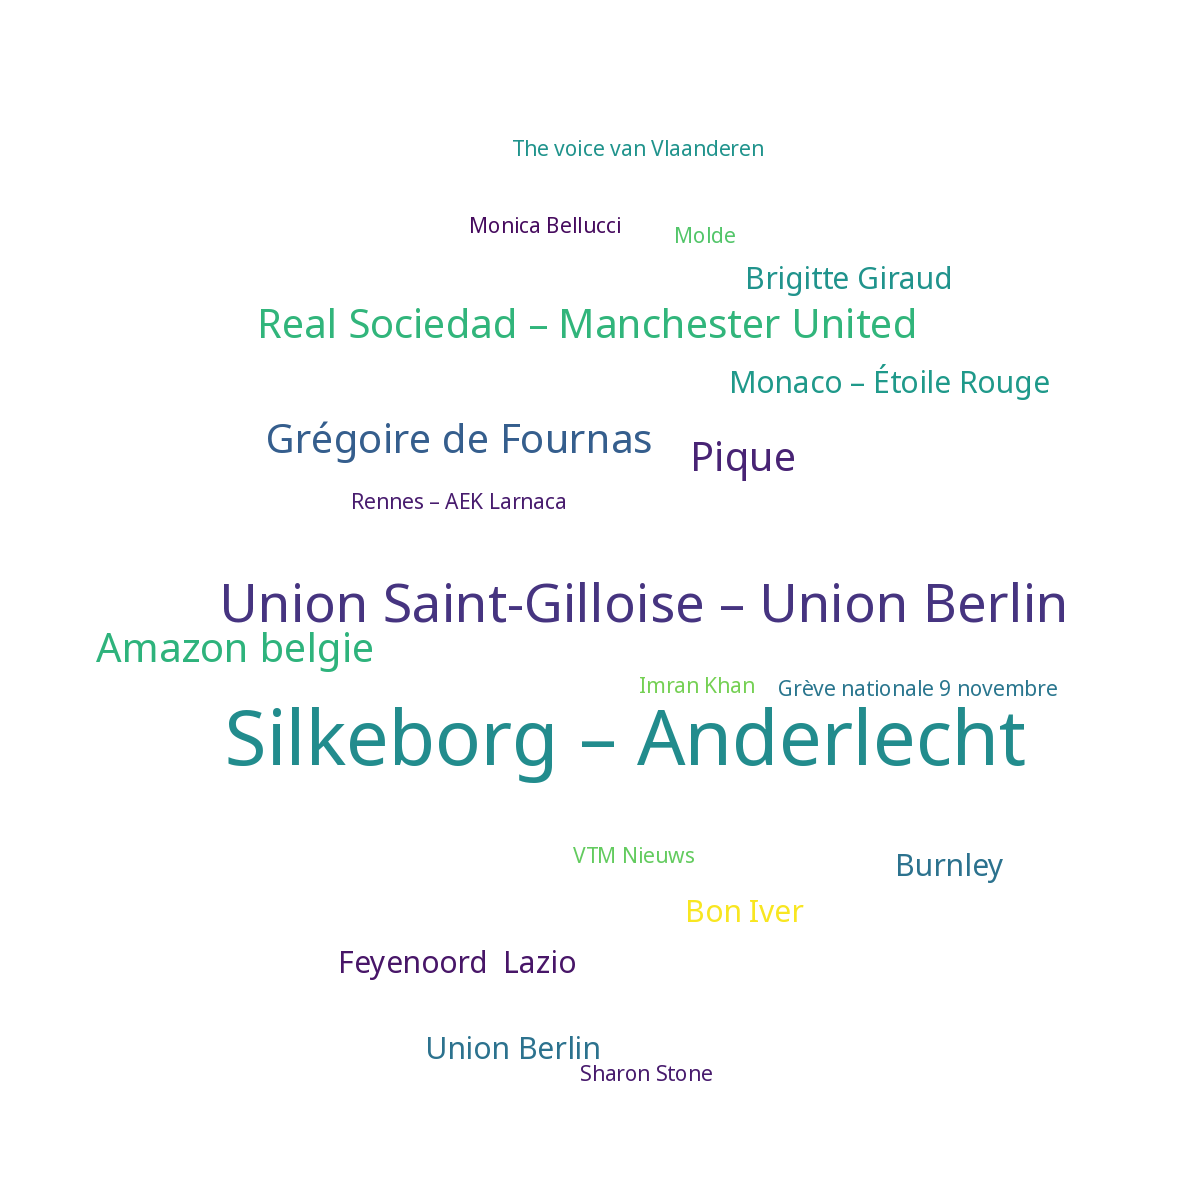 The voice van Vlaanderen
Monica Bellucci
Molde
Brigitte Giraud
Real Sociedad – Manchester United
Monaco – Étoile Rouge
Grégoire de Fournas
Pique
Rennes – AEK Larnaca
Union Saint-Gilloise – Union Berlin
Amazon belgie
Imran Khan
Grève nationale 9 novembre
Silkeborg – Anderlecht
VTM Nieuws
Burnley
Bon Iver
Feyenoord  Lazio
Union Berlin
Sharon Stone